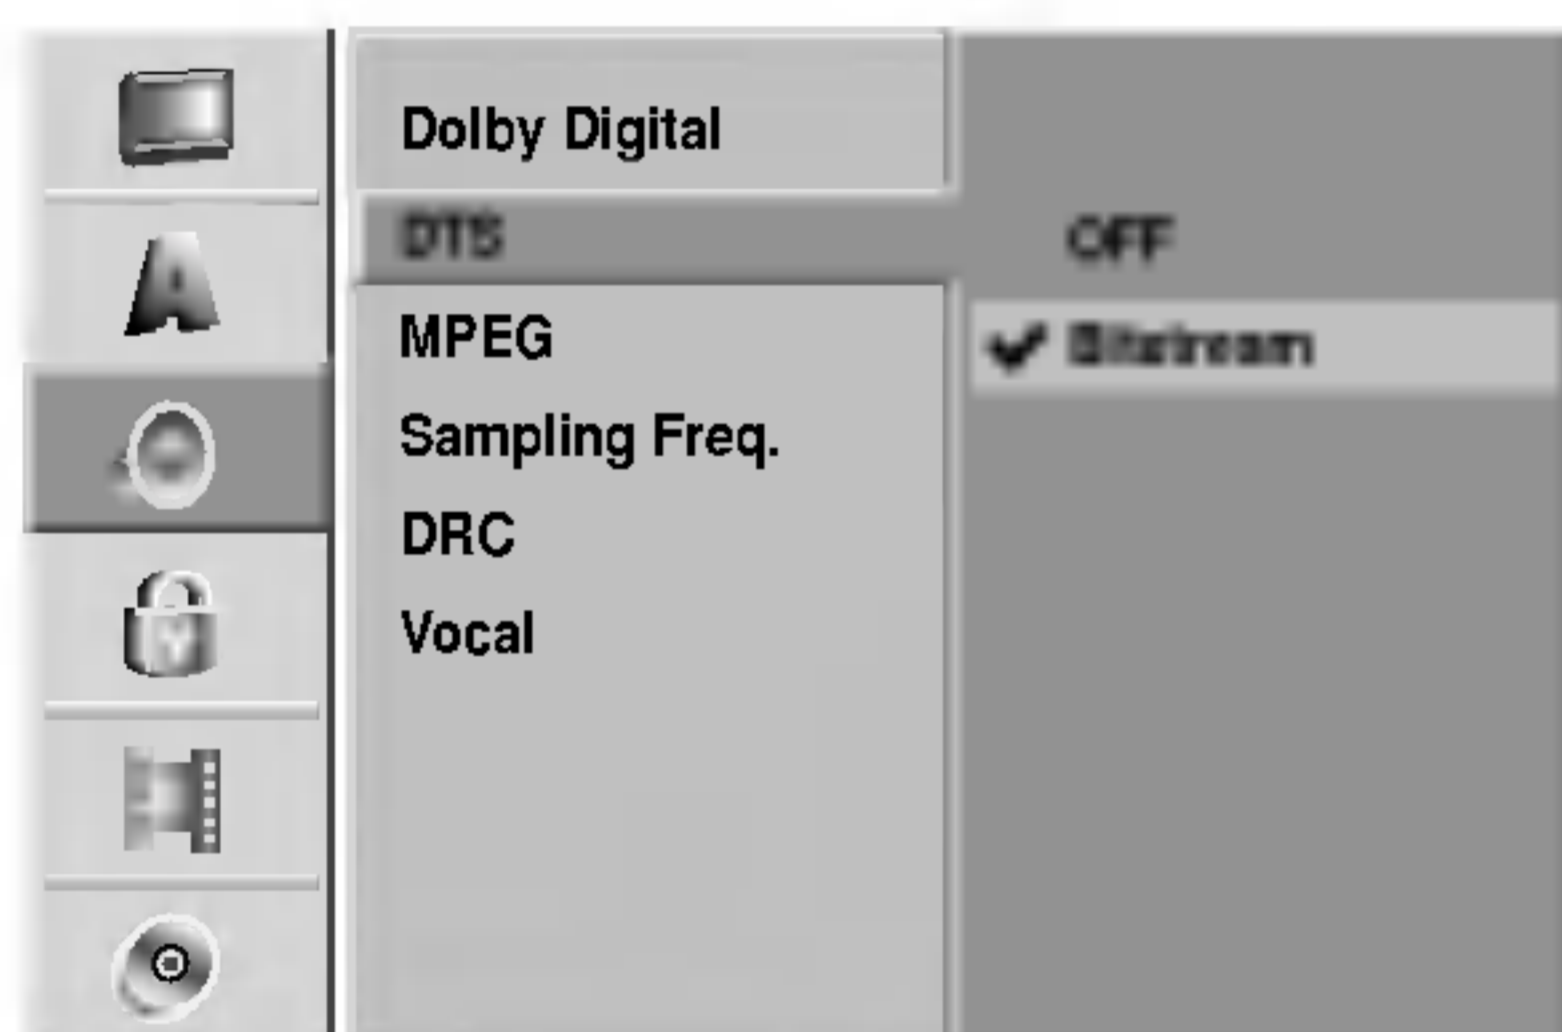 Dolby Digital
DTS OFF
MPEG Bitstream
Sampling Freq.
DRC
Vocal